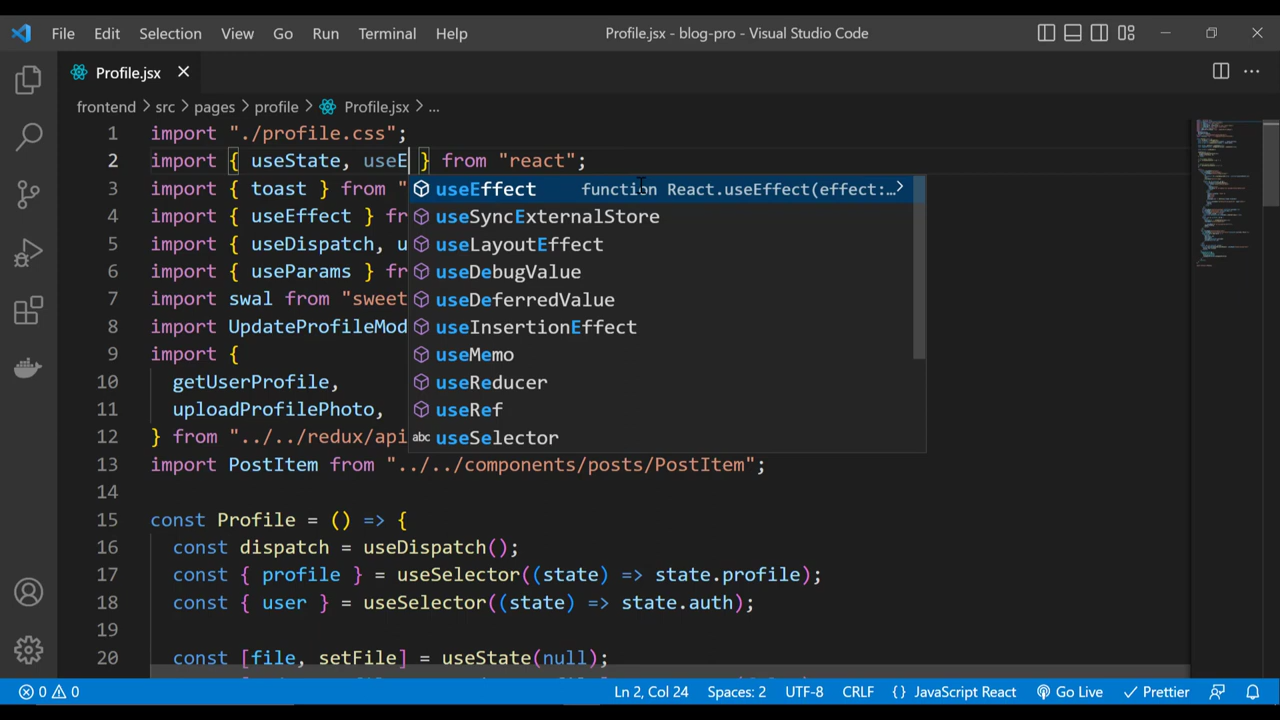 File Edit Selection View Go Run Terminal Help Profile.jsx - blog-pro - Visual Studio Code
Profile.jsx
frontend > src > pages > profile > Profile.jsx > ...
1 import "./profile.css";
2 import { useState, useE } from "react";
3 import { toast } from "
4 import { useEffect } fr
5 import { useDispatch, u
6 import { useParams } fr
7 import swal from "sweet
8 import UpdateProfileMod
9 import {
10 getUserProfile,
11 uploadProfilePhoto,
12 } from "../../redux/api
13 import PostItem from "../../components/posts/PostItem";
14
15 const Profile = () => {
16 const dispatch = useDispatch();
17 const { profile } = useSelector((state) => state.profile);
18 const { user } = useSelector((state) => state.auth);
19
20 const [file, setFile] = useState(null);
useEffect function React.useEffect(effect:…
useSyncExternalStore
useLayoutEffect
useDebugValue
useDeferredValue
useInsertionEffect
useMemo
useReducer
useRef
abc useSelector
0 0 Ln 2, Col 24 Spaces: 2 UTF-8 CRLF {} JavaScript React Go Live Prettier